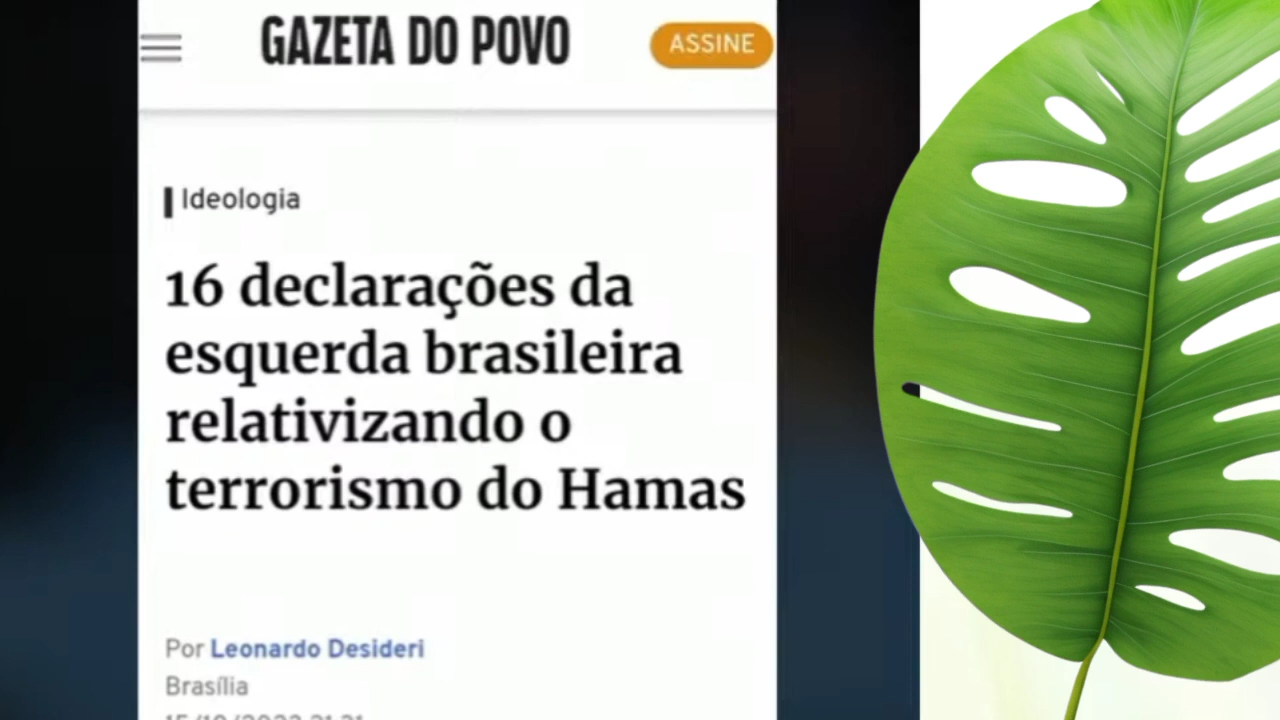 GAZETA DO POVO
ASSINE
Ideologia
16 declarações da
esquerda brasileira
relativizando o
terrorismo do Hamas
Por Leonardo Desideri
Brasília